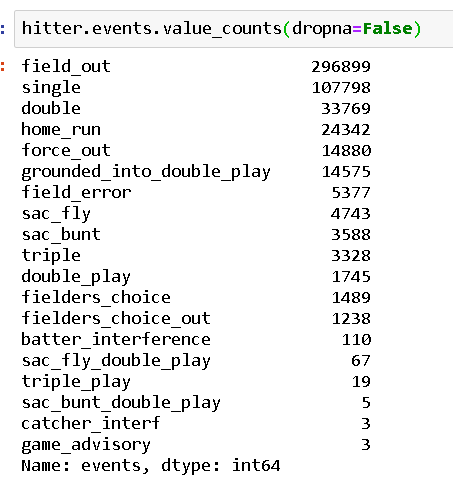 : hitter.events.value_counts(dropna=False)
: field_out 296899
single 107798
double 33769
home_run 24342
force_out 14880
grounded_into_double_play 14575
field_error 5377
sac_fly 4743
sac_bunt 3588
triple 3328
double_play 1745
fielders_choice 1489
fielders_choice_out 1238
batter_interference 110
sac_fly_double_play 67
triple_play 19
sac_bunt_double_play 5
catcher_interf 3
game_advisory 3
Name: events, dtype: int64